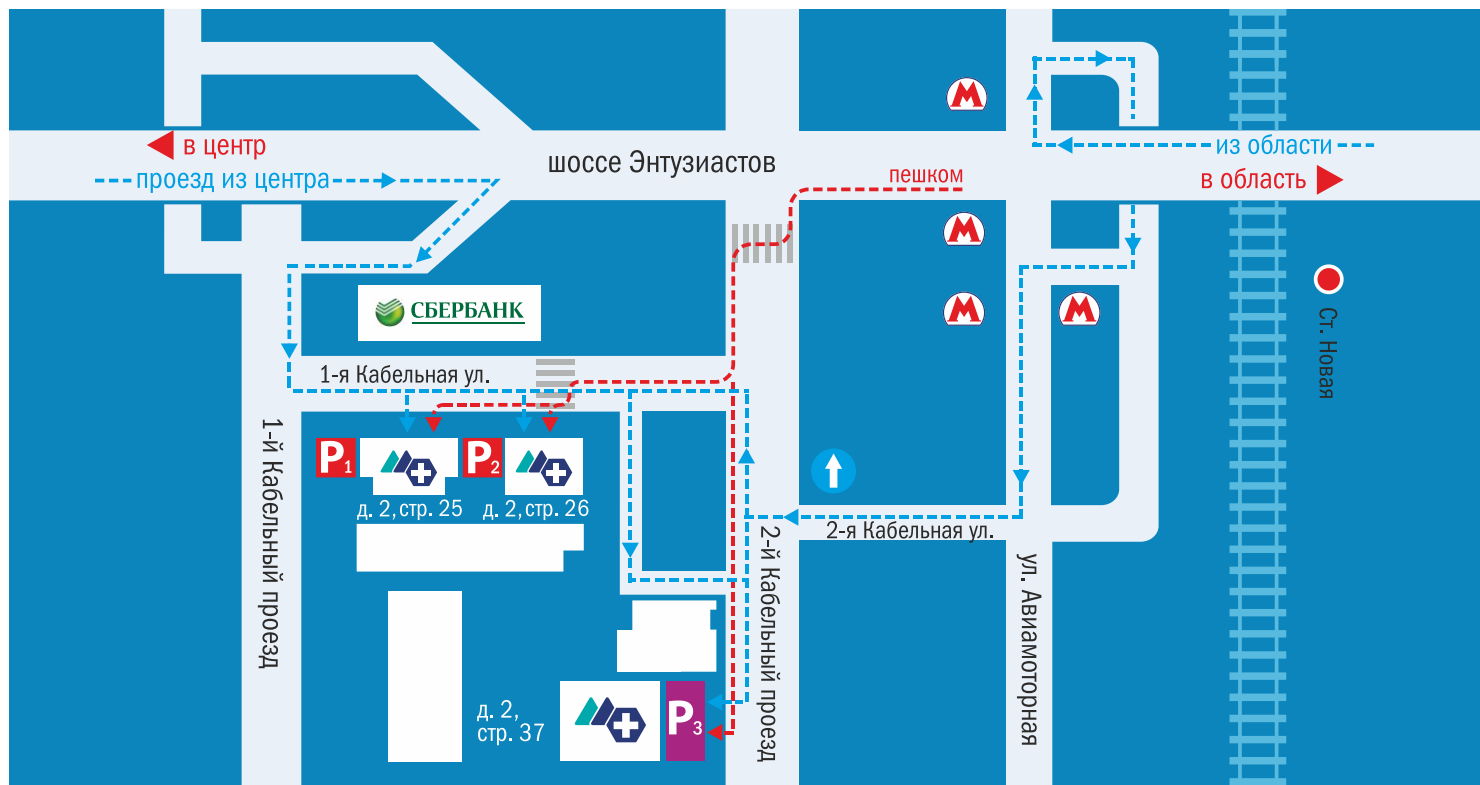 в центр
проезд из центра
шоссе Энтузиастов
пешком
из области
в область
М
М
М
М
СБЕРБАНК
Ст. Новая
1-я Кабельная ул.
P1
P2
д. 2, стр. 25
д. 2, стр. 26
1-й Кабельный проезд
2-я Кабельная ул.
2-й Кабельный проезд
ул. Авиамоторная
д. 2,
стр. 37
P3